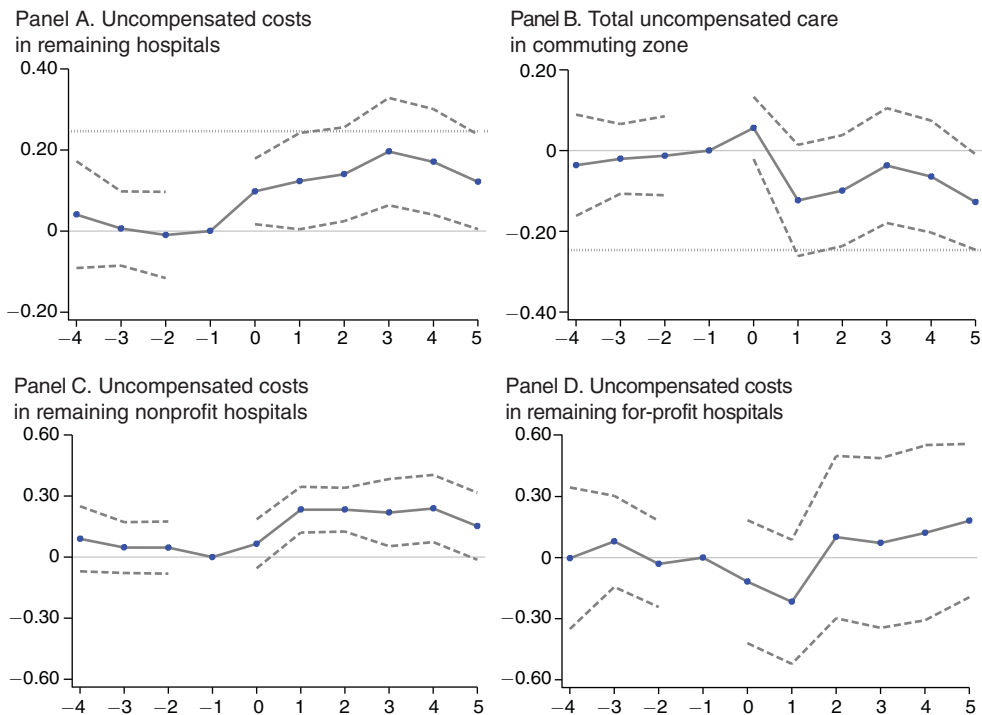 Panel A. Uncompensated costs
in remaining hospitals
0.40
0.20
0
−0.20
−4 −3 −2 −1 0 1 2 3 4 5
Panel B. Total uncompensated care
in commuting zone
0.20
0
−0.20
−0.40
−4 −3 −2 −1 0 1 2 3 4 5
Panel C. Uncompensated costs
in remaining nonprofit hospitals
0.60
0.30
0
−0.30
−0.60
−4 −3 −2 −1 0 1 2 3 4 5
Panel D. Uncompensated costs
in remaining for-profit hospitals
0.60
0.30
0
−0.30
−0.60
−4 −3 −2 −1 0 1 2 3 4 5